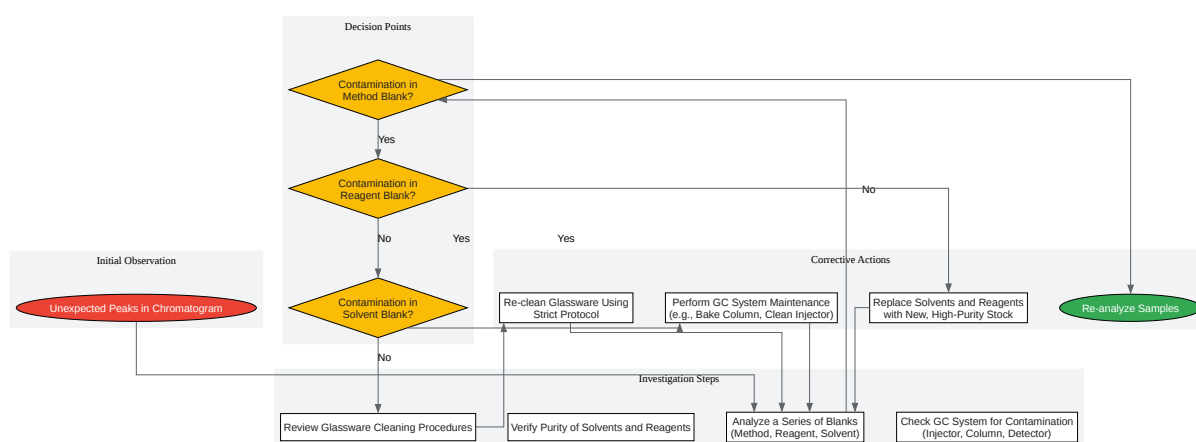 Decision Points
Contamination in
Method Blank?
Yes
Contamination in
Reagent Blank?
No
No
Yes
Yes
Initial Observation
Corrective Actions
Unexpected Peaks in Chromatogram
Contamination in
Solvent Blank?
Re-clean Glassware Using
Strict Protocol
Perform GC System Maintenance
(e.g., Bake Column, Clean Injector)
Replace Solvents and Reagents
with New, High-Purity Stock
Re-analyze Samples
No
Investigation Steps
Review Glassware Cleaning Procedures
Verify Purity of Solvents and Reagents
Analyze a Series of Blanks
(Method, Reagent, Solvent)
Check GC System for Contamination
(Injector, Column, Detector)